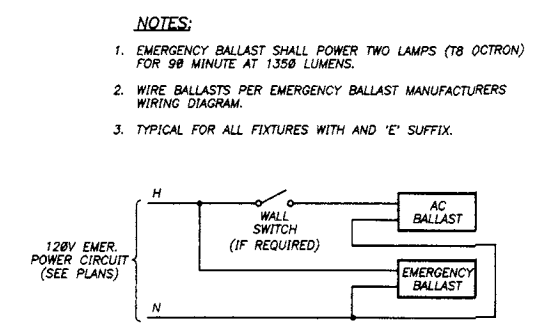 NOTES:
1. EMERGENCY BALLAST SHALL POWER TWO LAMPS (T8 OCTRON)
FOR 90 MINUTE AT 1350 LUMENS.
2. WIRE BALLASTS PER EMERGENCY BALLAST MANUFACTURERS
WIRING DIAGRAM.
3. TYPICAL FOR ALL FIXTURES WITH AND 'E' SUFFIX.
H
AC
BALLAST
WALL
SWITCH
(IF REQUIRED)
120V EMER.
POWER CIRCUIT
(SEE PLANS)
EMERGENCY
BALLAST
N